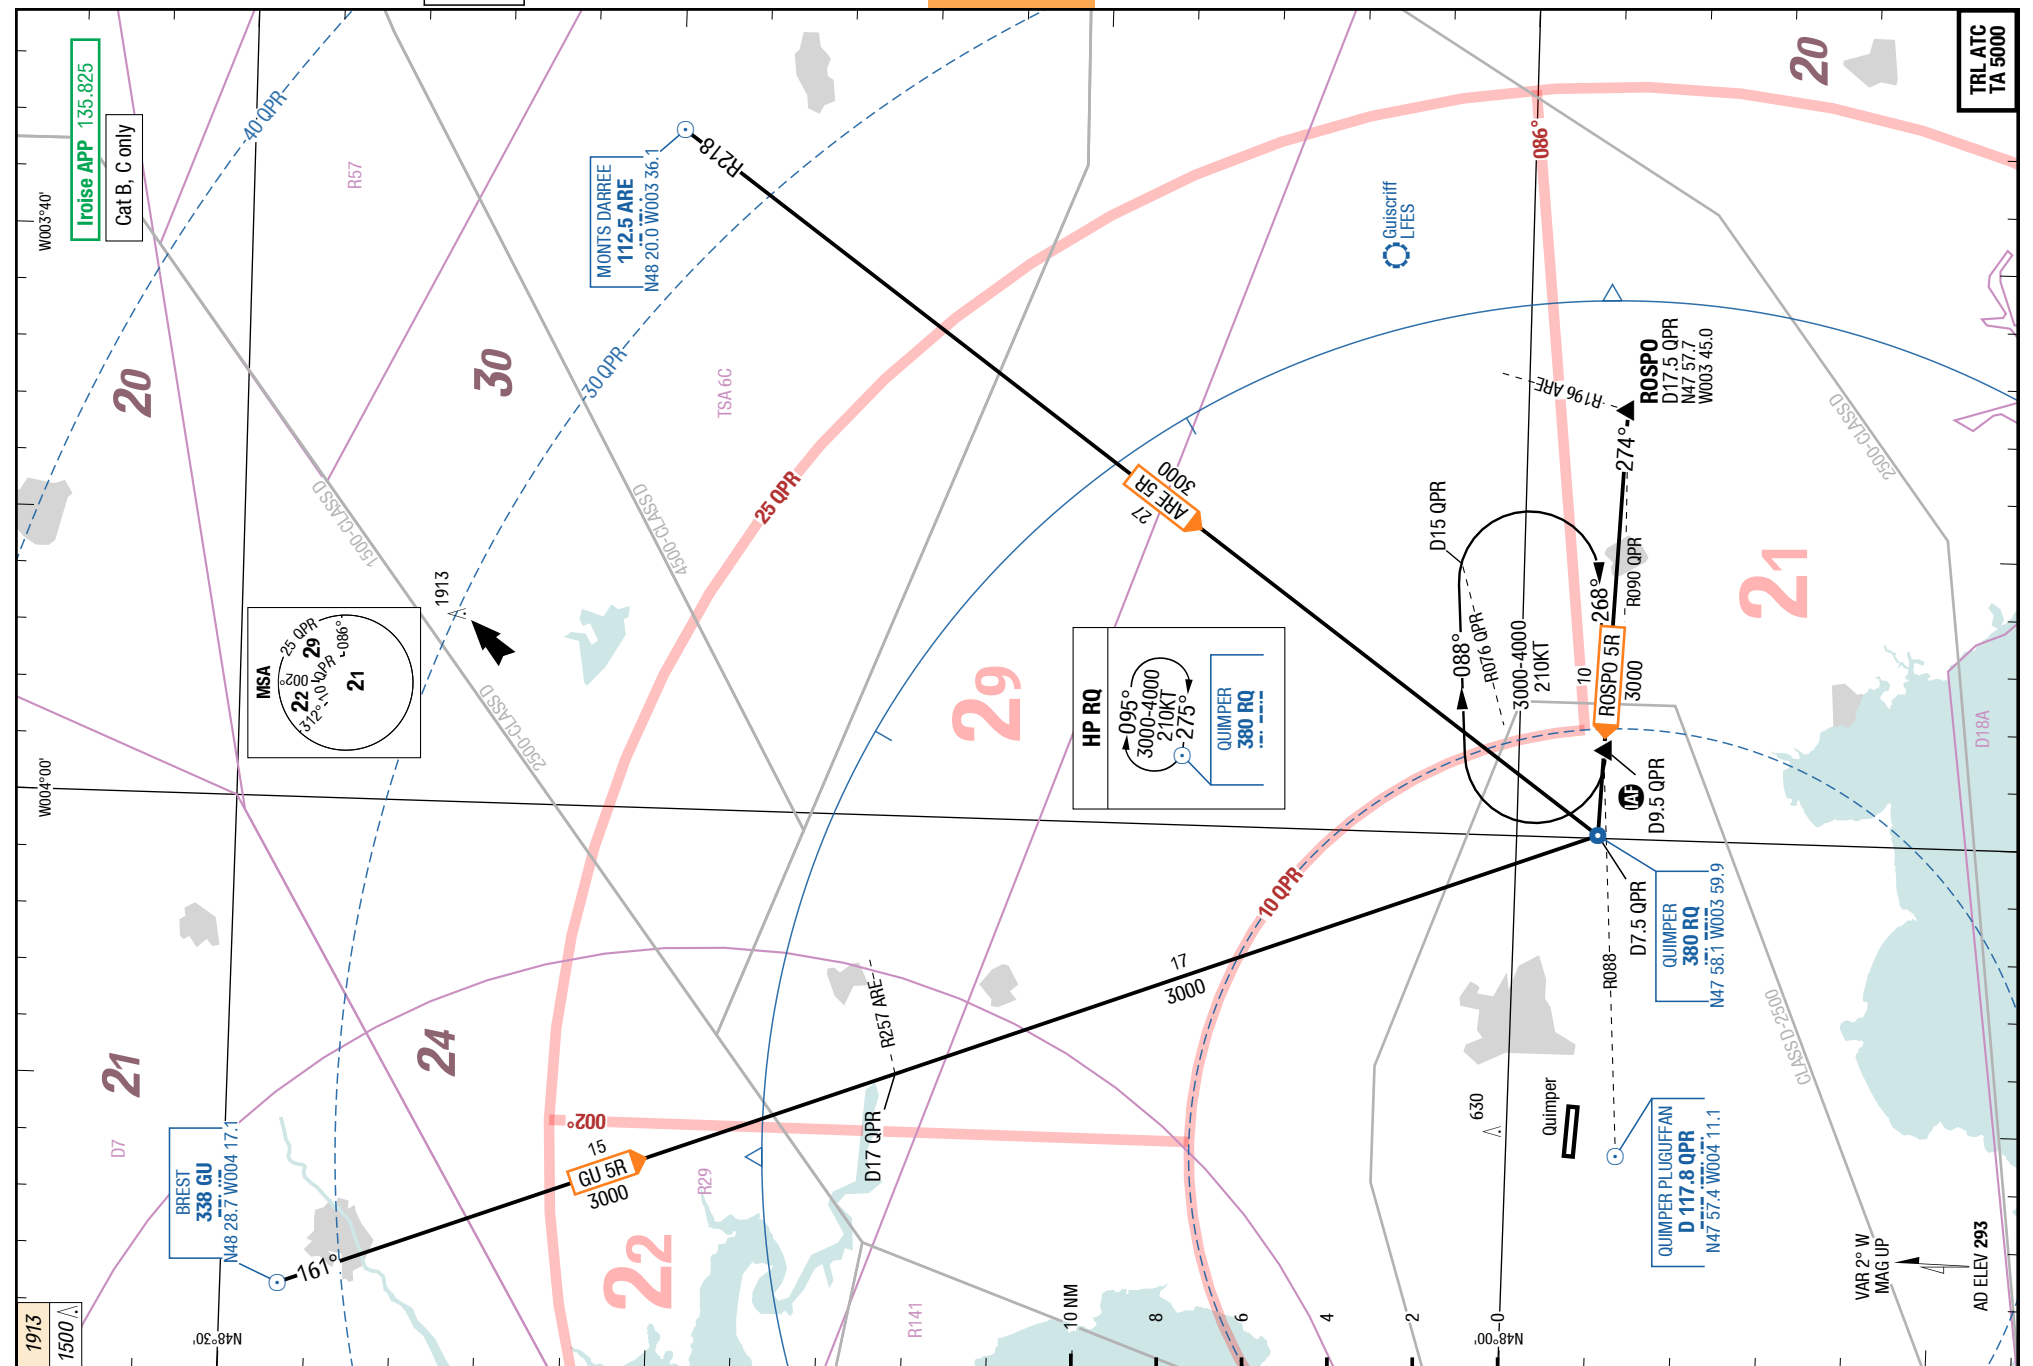 Iroise APP 135.825
Cat B, C only
TRL ATC
TA 5000
W003°40'
W004°00'
N48°30'
N48°00'
40 QPR
30 QPR
25 QPR
10 QPR
R57
TSA 6C
D7
R29
R141
D18A
20
30
20
21
24
29
22
21
1500-CLASS D
4500-CLASS D
2500-CLASS D
2500-CLASS D
CLASS D-2500
MONTS DARREE
112.5 ARE
N48 20.0 W003 36.1
R218
Guiscriff
LFES
086°
002°
1913
MSA
25 QPR
002°
22
29
10 QPR
-086°-
312°
21
ARE 5R
27
3000
HP RQ
095°
3000-4000
210KT
275°
QUIMPER
380 RQ
D15 QPR
088°
R076 QPR
3000-4000
210KT
268°
R090 QPR
10
ROSPO 5R
3000
274°
R196 ARE
ROSPO
D17.5 QPR
N47 57.7
W003 45.0
IAF
D9.5 QPR
D7.5 QPR
QUIMPER
380 RQ
N47 58.1 W003 59.9
R088
17
3000
R257 ARE
D17 QPR
15
GU 5R
3000
161°
BREST
338 GU
N48 28.7 W004 17.1
630
Quimper
QUIMPER PLUGUFFAN
D 117.8 QPR
N47 57.4 W004 11.1
10 NM
8
6
4
2
0
VAR 2° W
MAG UP
AD ELEV 293
1913
1500